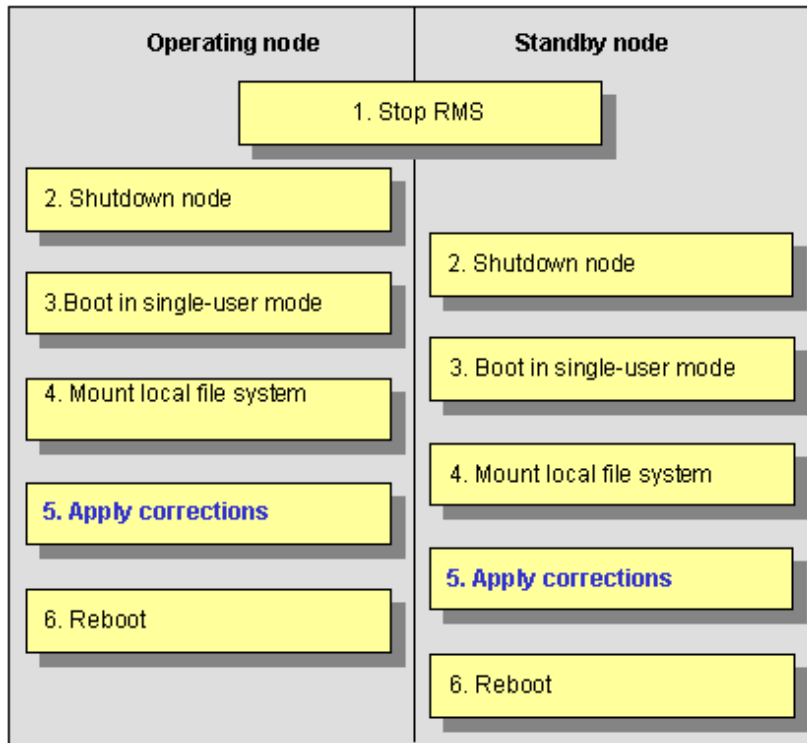 Operating node
Standby node
1. Stop RMS
2. Shutdown node
2. Shutdown node
3.Boot in single-user mode
3. Boot in single-user mode
4. Mount local file system
4. Mount local file system
5. Apply corrections
5. Apply corrections
6. Reboot
6. Reboot